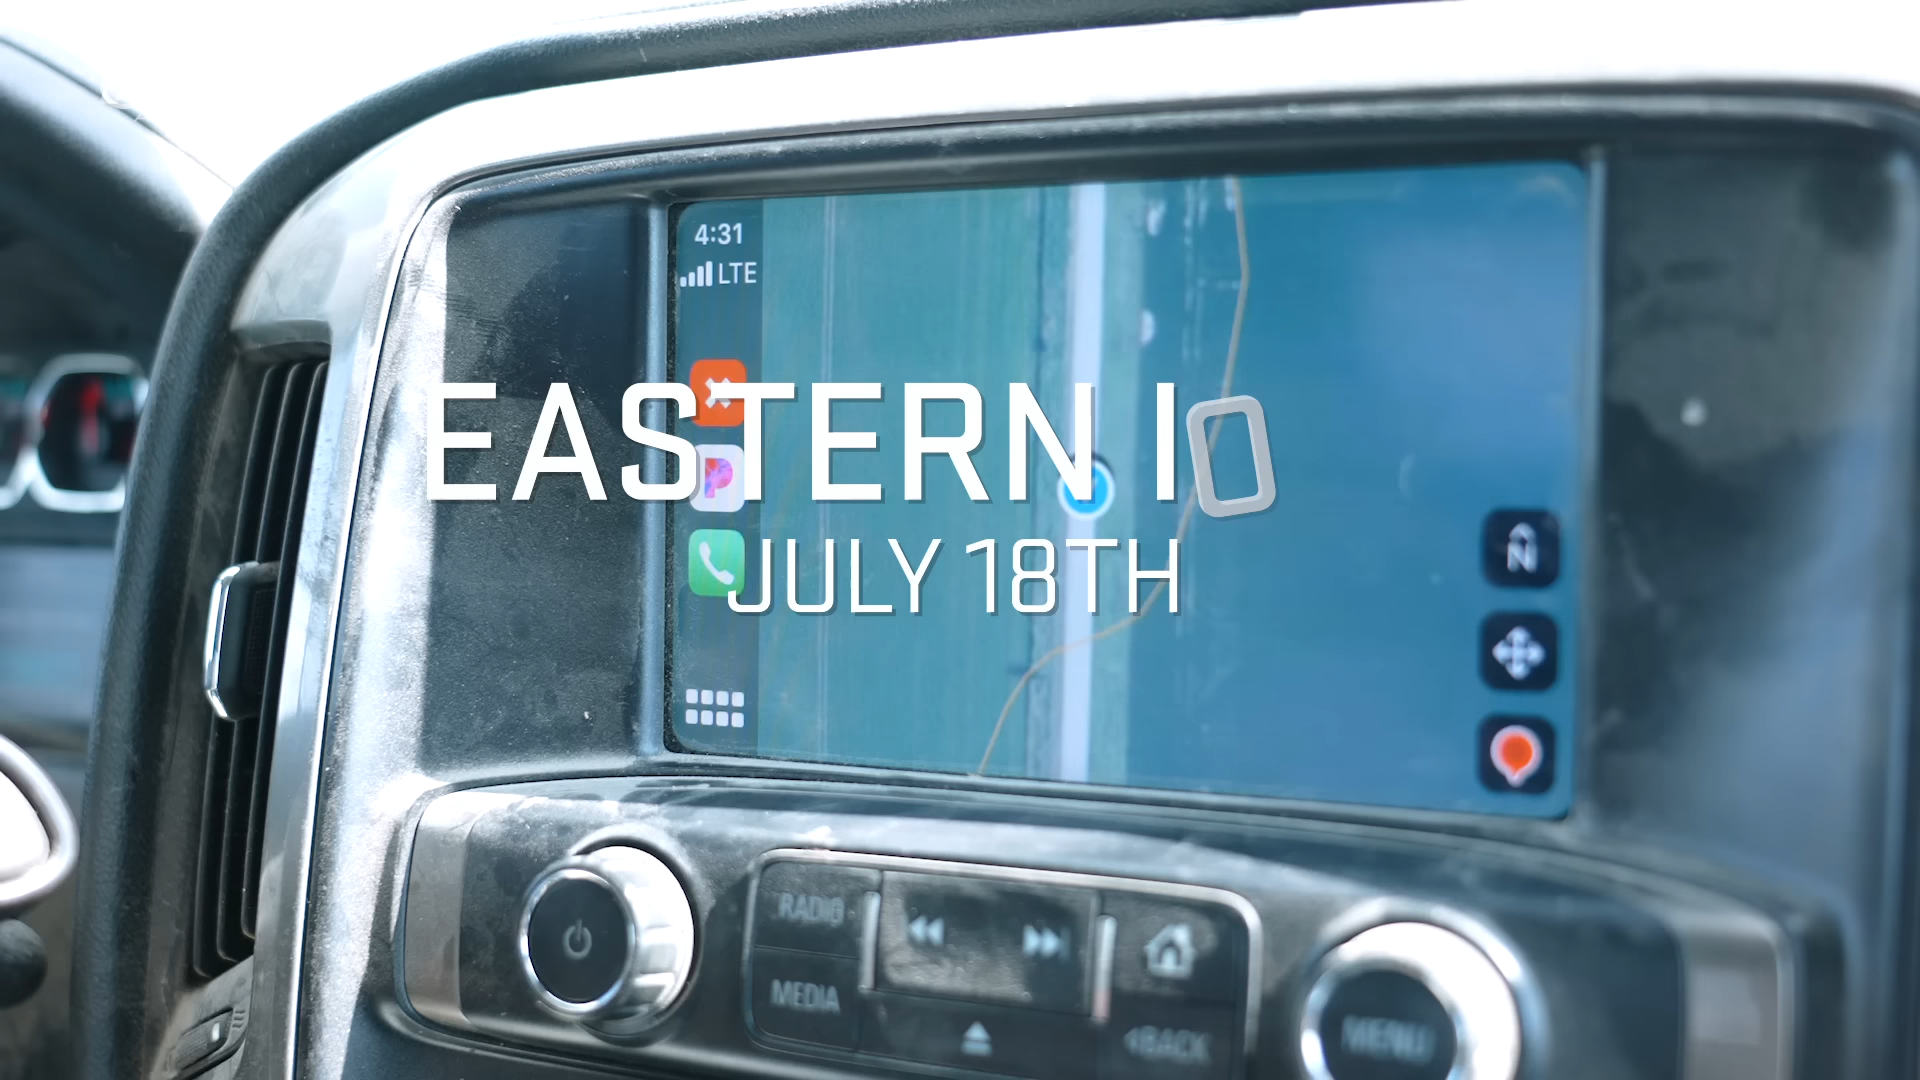 4:31
LTE
EASTERN IO
JULY 18TH
N
RADIO
MEDIA
BACK
MENU